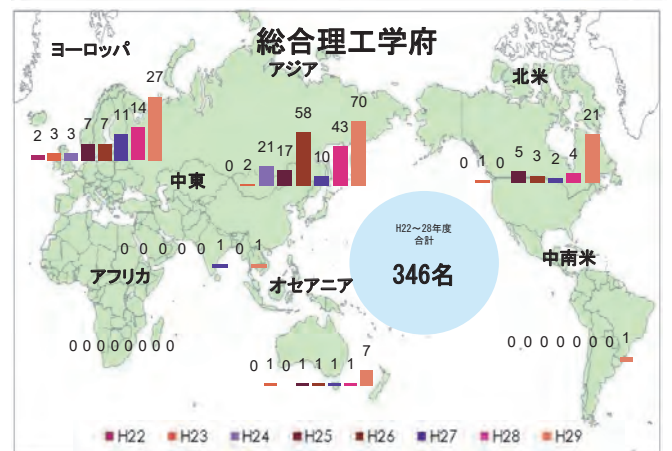 総合理工学府
ヨーロッパ
2 3 3 7 7 11 14 27
アジア
0 2 21 17 58 10 43 70
北米
0 1 0 5 3 2 4 21
中東
0 0 0 0 0 1 0 1
H22～28年度
合計
346名
アフリカ
0 0 0 0 0 0 0 0
オセアニア
0 1 0 1 1 1 1 7
中南米
0 0 0 0 0 0 0 1
H22 H23 H24 H25 H26 H27 H28 H29